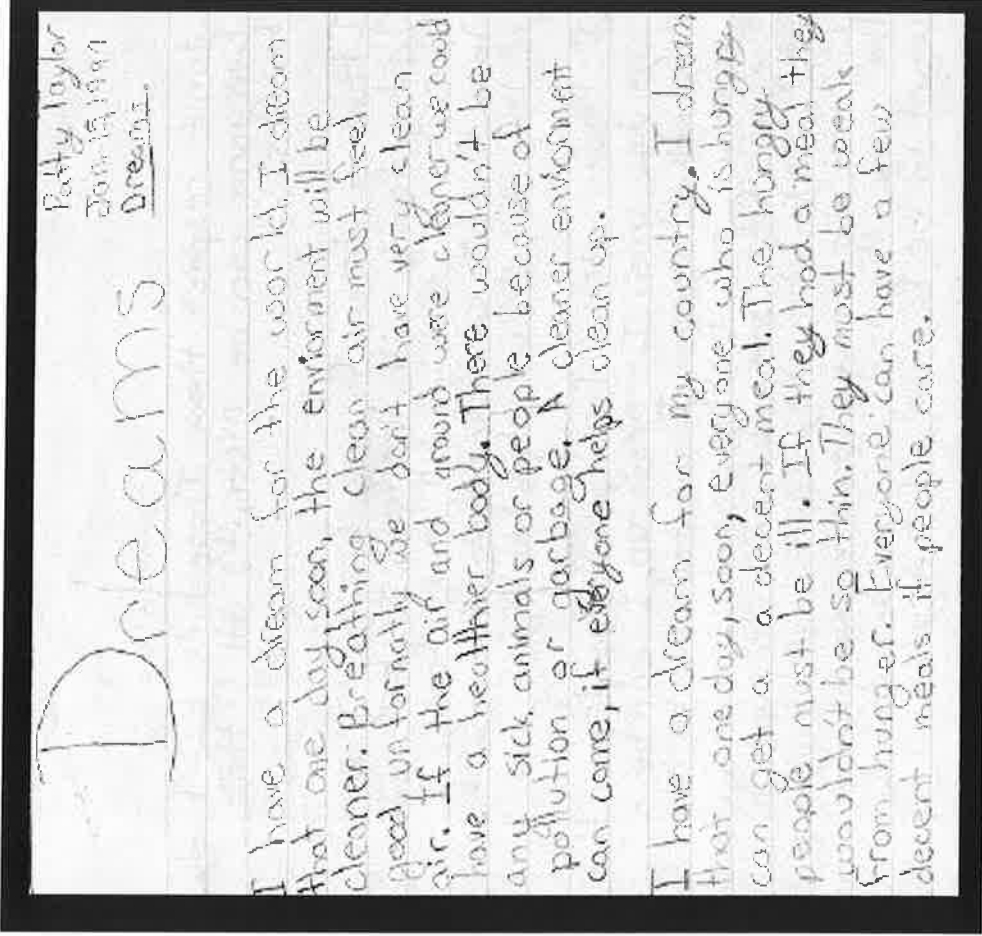 Patty Taylor
Jan 15, 1991
Dreams.
Dreams
I have a dream for the world. I dream
that one day soon, the enviorment will be
cleaner. Breathing clean air must feel
good unfornatly we don't have very clean
air. If the air and around were cleaner we could
have a healthier body. There wouldn't be
any sick animals or people because of
pollution or garbage. A cleaner enviorment
can come, if everyone helps clean up.
I have a dream for my country. I dream
that one day, soon, everyone who is hungry
can get a decent meal. The hungry
people must be ill. If they had a meal they
wouldn't be so thin. They must be weak
from hunger. Everyone can have a few
decent meals if people care.